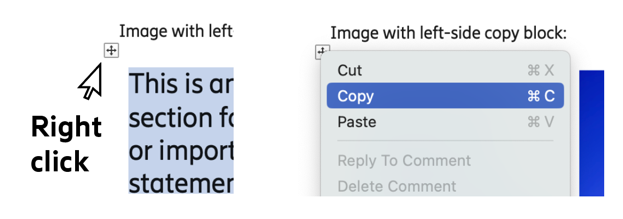 Image with left
This is ar
section fo
or import
statemer
Right
click
Image with left-side copy block:
Cut ⌘ X
Copy ⌘ C
Paste ⌘ V
Reply To Comment
Delete Comment